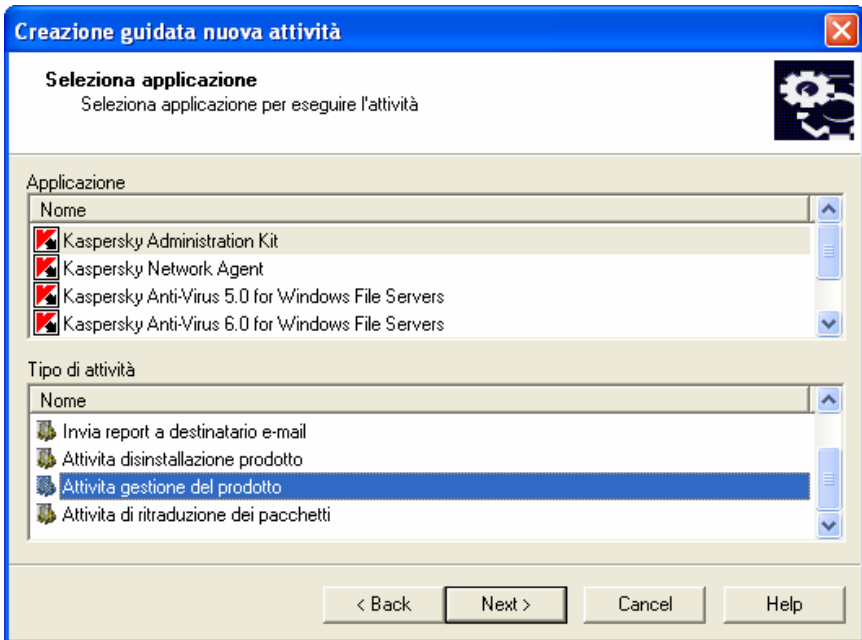 Creazione guidata nuova attività
Seleziona applicazione
Seleziona applicazione per eseguire l'attività
Applicazione
Nome
Kaspersky Administration Kit
Kaspersky Network Agent
Kaspersky Anti-Virus 5.0 for Windows File Servers
Kaspersky Anti-Virus 6.0 for Windows File Servers
Tipo di attività
Nome
Invia report a destinatario e-mail
Attivita disinstallazione prodotto
Attivita gestione del prodotto
Attivita di ritraduzione dei pacchetti
< Back Next > Cancel Help